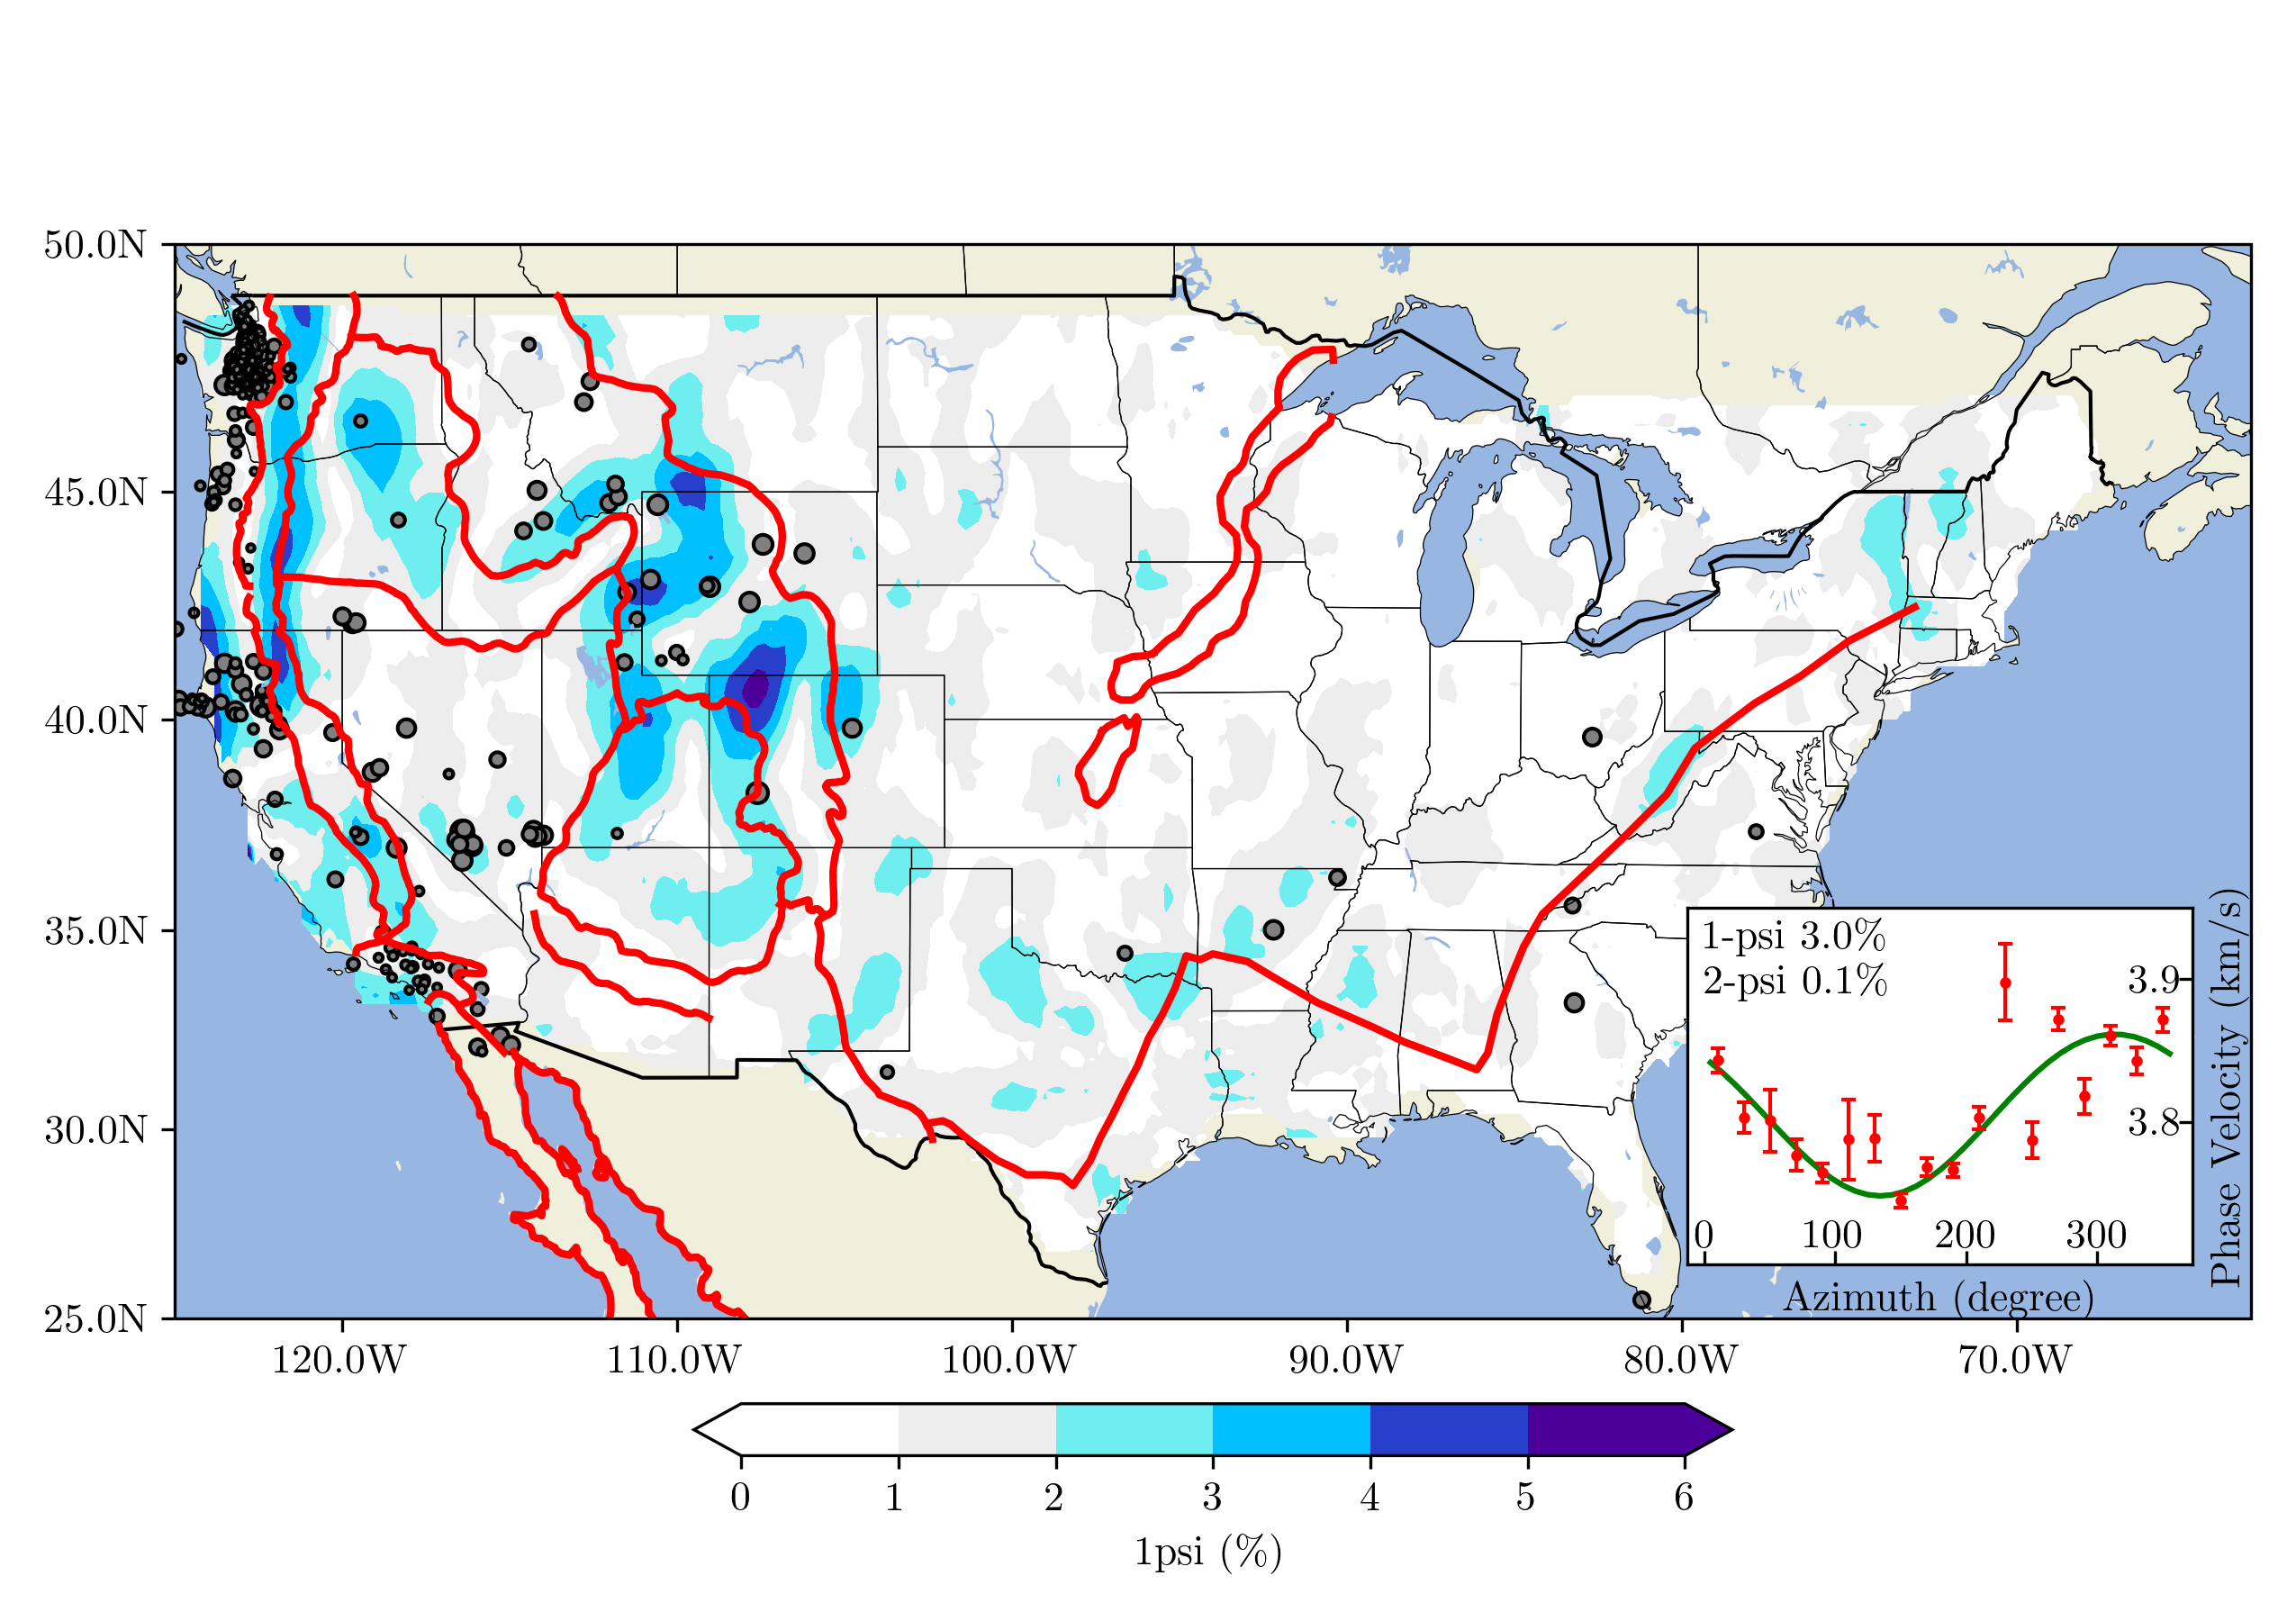 50.0N
45.0N
40.0N
35.0N
30.0N
25.0N
120.0W
110.0W
100.0W
90.0W
80.0W
70.0W
1-psi 3.0%
2-psi 0.1%
3.9
3.8
Phase Velocity (km/s)
0
100
200
300
Azimuth (degree)
0
1
2
3
4
5
6
1psi (%)